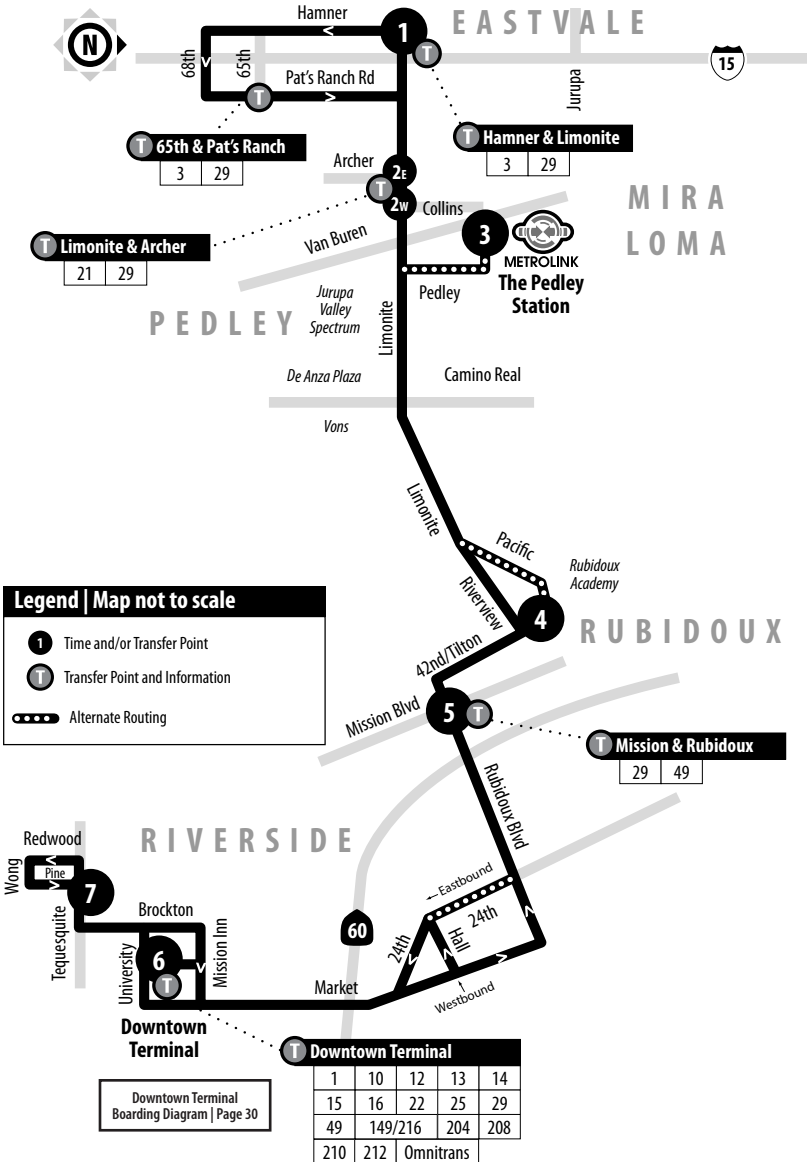 Hamner
EASTVALE
N
1
T
15
68th
65th
Pat's Ranch Rd
Jurupa
T
T 65th & Pat's Ranch
3 29
T Hamner & Limonite
3 29
Archer
2E
T
2W
Collins
MIRA
LOMA
T Limonite & Archer
21 29
Van Buren
3
METROLINK
The Pedley
Station
Pedley
PEDLEY
Jurupa
Valley
Spectrum
Limonite
De Anza Plaza
Camino Real
Vons
Limonite
Pacific
Rubidoux
Academy
Riverview
4
RUBIDOUX
Legend | Map not to scale
1 Time and/or Transfer Point
T Transfer Point and Information
Alternate Routing
42nd/Tilton
Mission Blvd
5
T
T Mission & Rubidoux
29 49
Rubidoux Blvd
RIVERSIDE
Redwood
Wong
Pine
7
Eastbound
24th
60
24th
Hall
Brockton
Tequesquite
University
6
T
Mission Inn
Market
Westbound
Downtown
Terminal
T Downtown Terminal
1 10 12 13 14
15 16 22 25 29
49 149/216 204 208
210 212 Omnitrans
Downtown Terminal
Boarding Diagram | Page 30